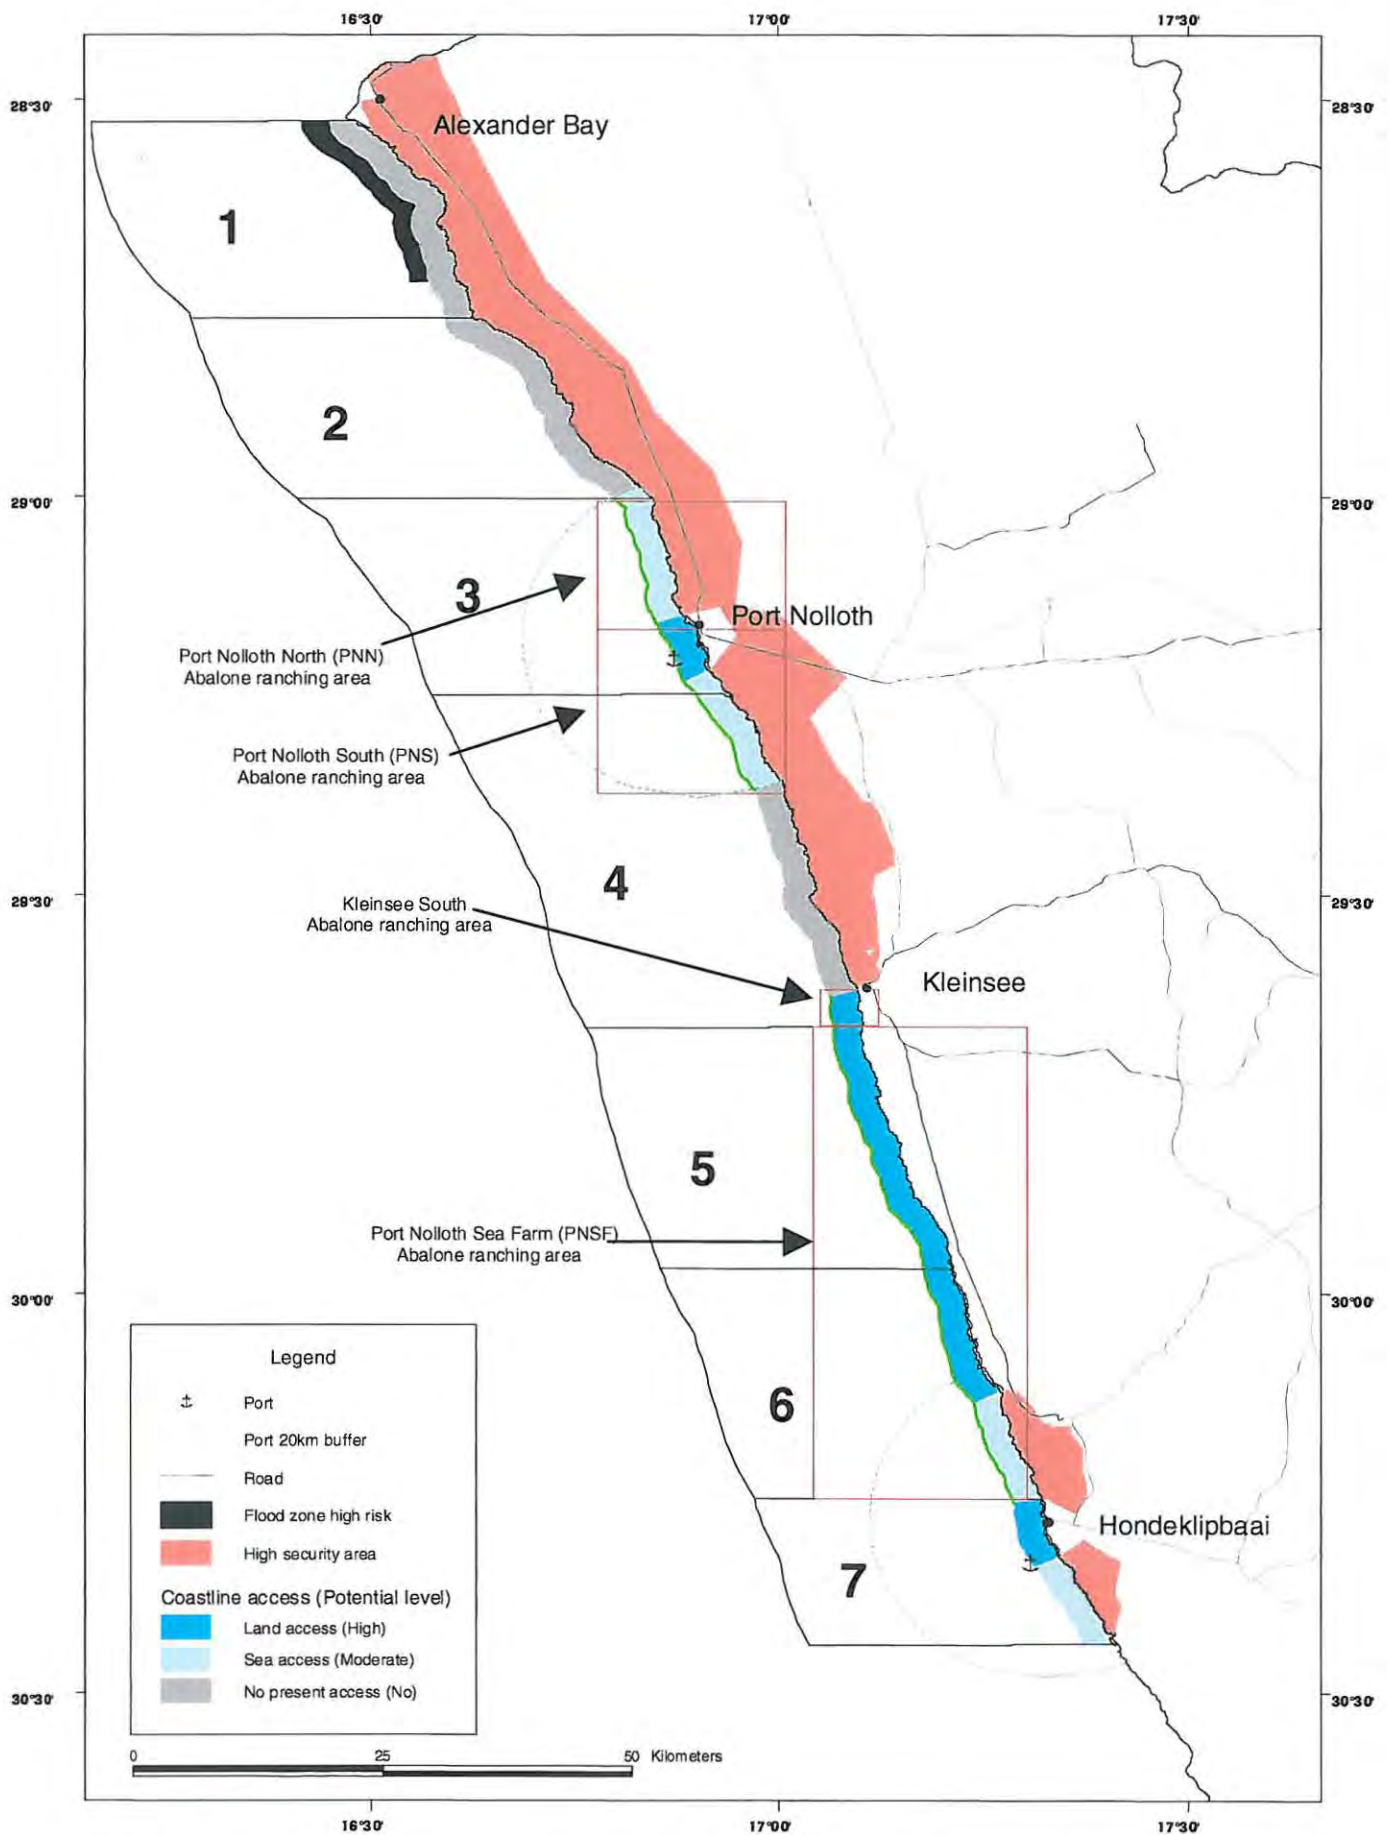 16°30'
17°00'
17°30'
28°30'
28°30'
Alexander Bay
1
2
29°00'
29°00'
3
Port Nolloth
Port Nolloth North (PNN)
Abalone ranching area
Port Nolloth South (PNS)
Abalone ranching area
4
29°30'
29°30'
Kleinsee South
Abalone ranching area
Kleinsee
5
Port Nolloth Sea Farm (PNSF)
Abalone ranching area
30°00'
30°00'
6
Hondeklipbaai
7
Legend
Port
Port 20km buffer
Road
Flood zone high risk
High security area
Coastline access (Potential level)
Land access (High)
Sea access (Moderate)
No present access (No)
30°30'
30°30'
0 25 50 Kilometers
16°30'
17°00'
17°30'